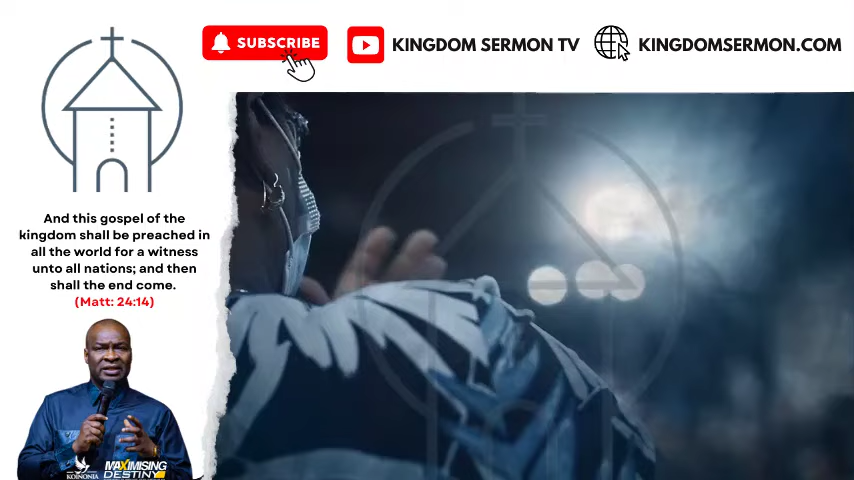 SUBSCRIBE
KINGDOM SERMON TV
KINGDOMSERMON.COM
And this gospel of the
kingdom shall be preached in
all the world for a witness
unto all nations; and then
shall the end come.
(Matt: 24:14)
KOINONIA
MAXIMISING
DESTINY